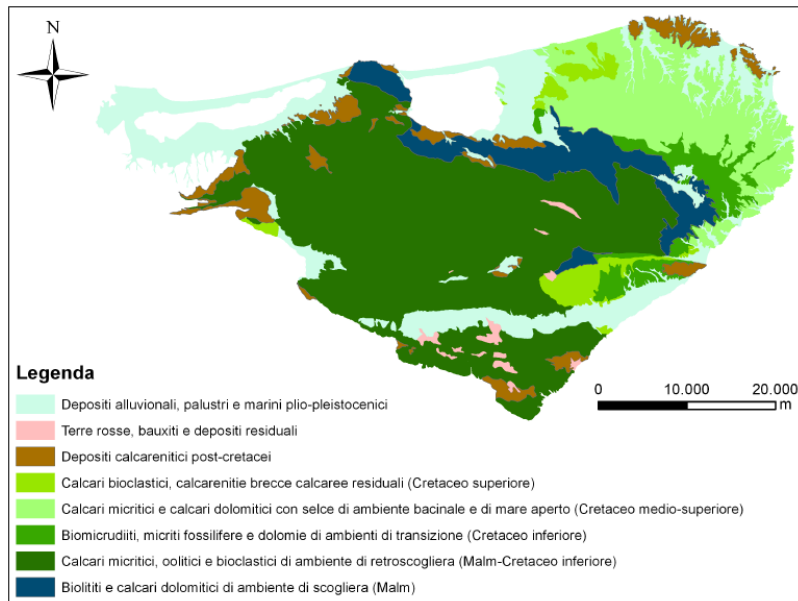 N
Legenda
Depositi alluvionali, palustri e marini plio-pleistocenici
Terre rosse, bauxiti e depositi residuali
Depositi calcarenitici post-cretacei
Calcari bioclastici, calcarenitie brecce calcaree residuali (Cretaceo superiore)
Calcari micritici e calcari dolomitici con selce di ambiente bacinale e di mare aperto (Cretaceo medio-superiore)
Biomicrudiiti, micriti fossilifere e dolomie di ambienti di transizione (Cretaceo inferiore)
Calcari micritici, oolitici e bioclastici di ambiente di retroscogliera (Malm-Cretaceo inferiore)
Biolititi e calcari dolomitici di ambiente di scogliera (Malm)
0 10.000 20.000
m